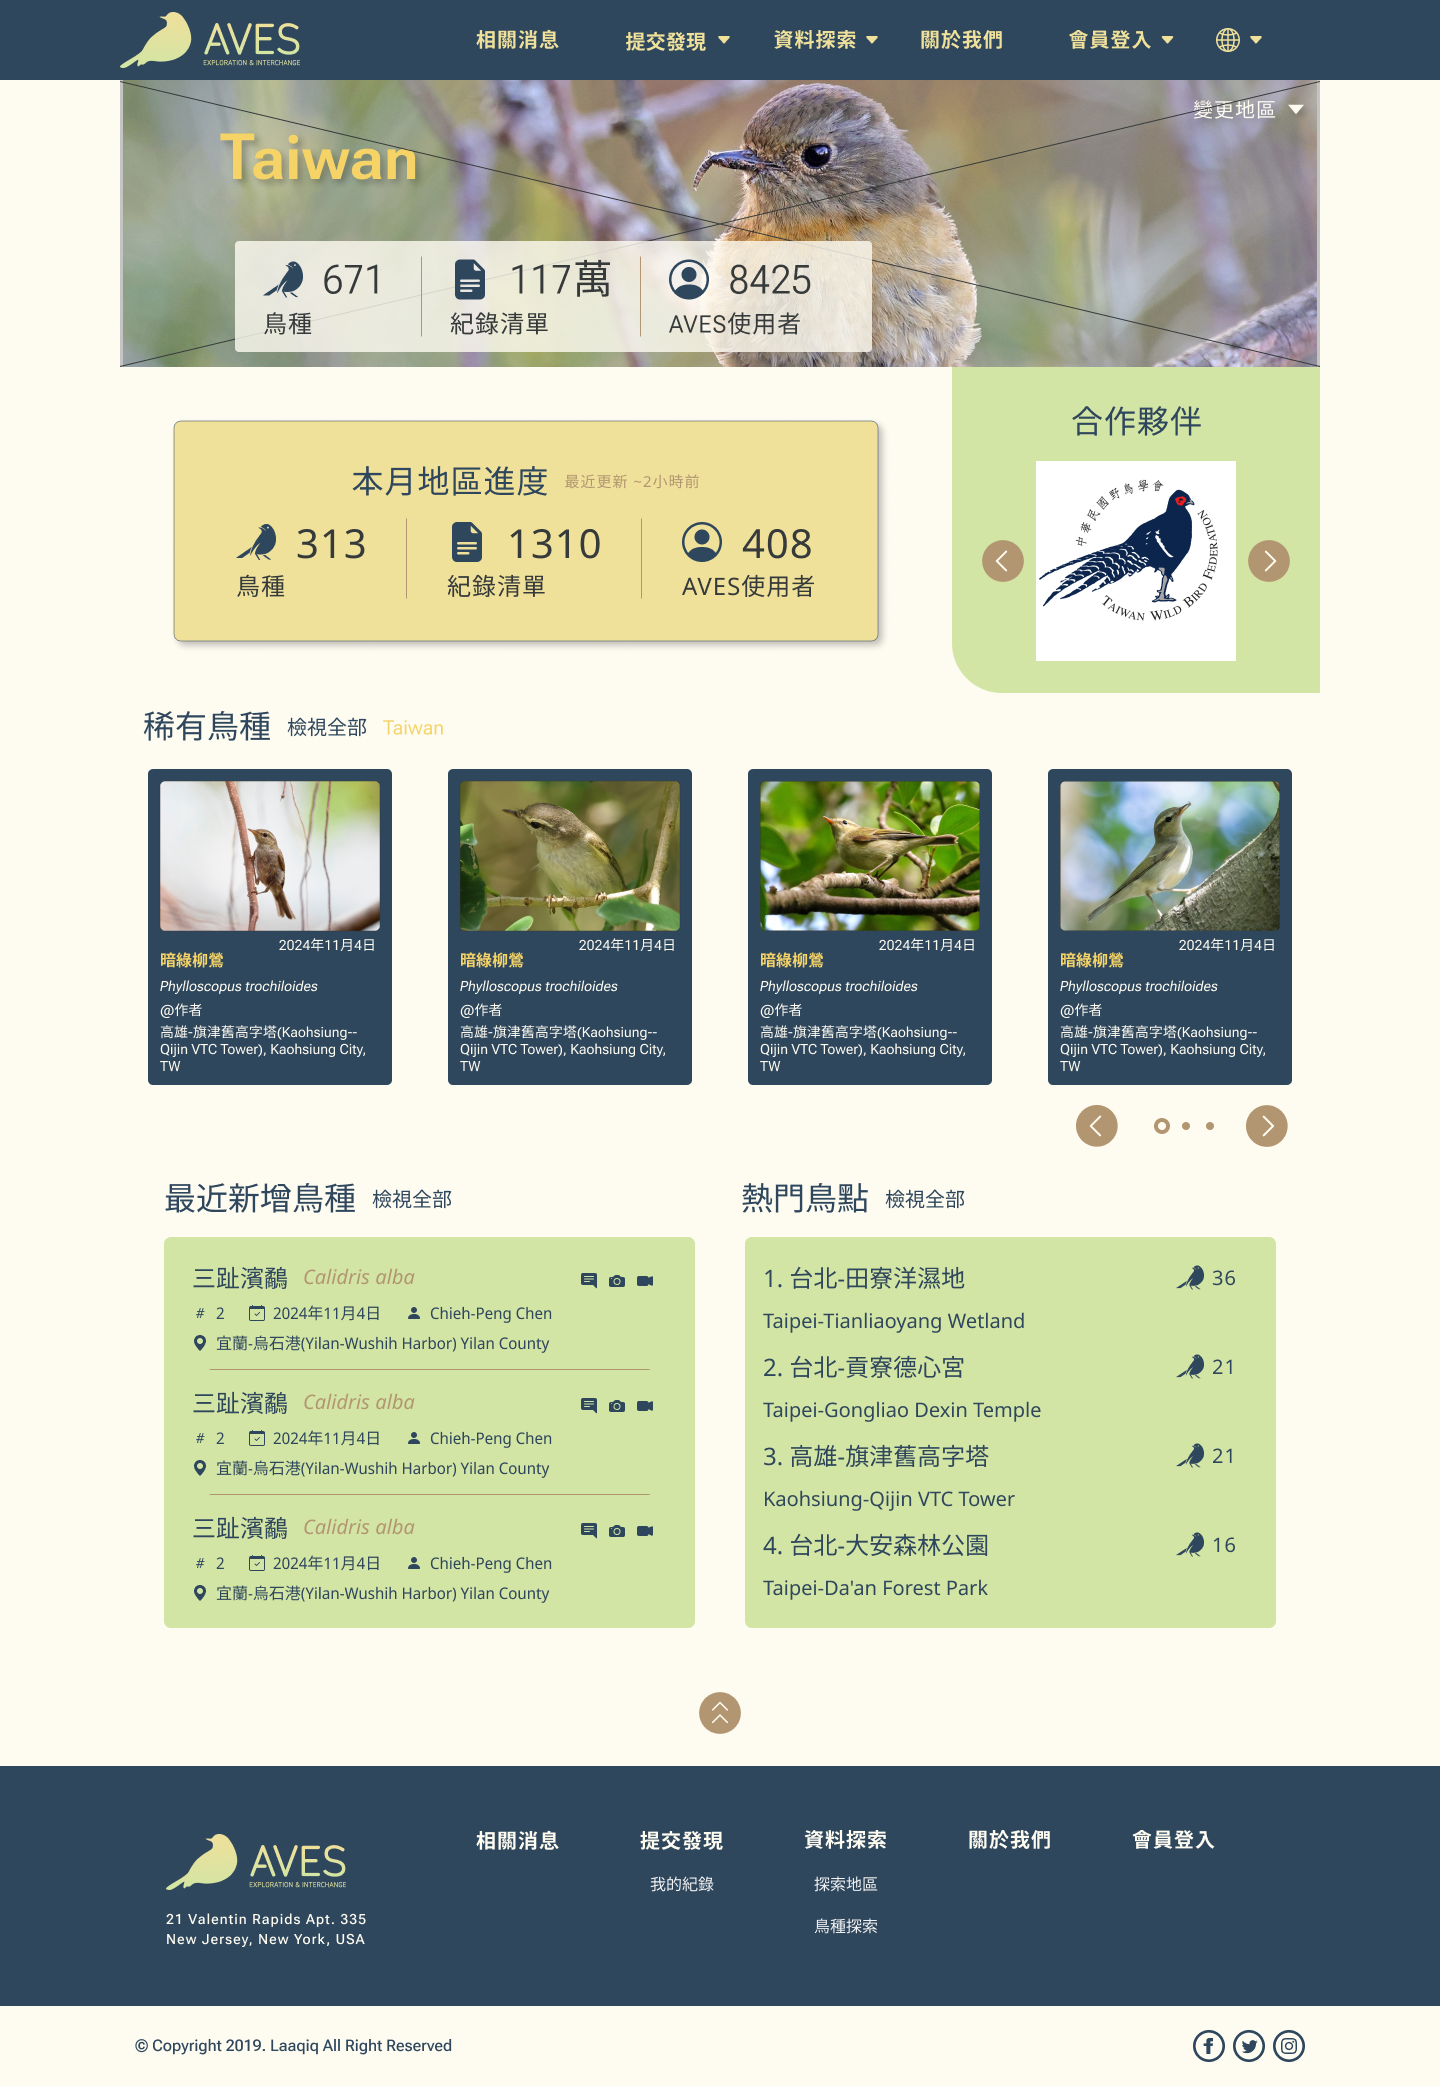 AVES
EXPLORATION & INTERCHANGE
相關消息
提交發現
資料探索
關於我們
會員登入
變更地區
Taiwan
671
117萬
8425
鳥種
紀錄清單
AVES使用者
本月地區進度 最近更新 ~2小時前
313
1310
408
鳥種
紀錄清單
AVES使用者
合作夥伴
中華民國野鳥學會
TAIWAN WILD BIRD FEDERATION
稀有鳥種 檢視全部 Taiwan
2024年11月4日
暗綠柳鶯
Phylloscopus trochiloides
@作者
高雄-旗津舊高字塔(Kaohsiung--
Qijin VTC Tower), Kaohsiung City,
TW
2024年11月4日
暗綠柳鶯
Phylloscopus trochiloides
@作者
高雄-旗津舊高字塔(Kaohsiung--
Qijin VTC Tower), Kaohsiung City,
TW
2024年11月4日
暗綠柳鶯
Phylloscopus trochiloides
@作者
高雄-旗津舊高字塔(Kaohsiung--
Qijin VTC Tower), Kaohsiung City,
TW
2024年11月4日
暗綠柳鶯
Phylloscopus trochiloides
@作者
高雄-旗津舊高字塔(Kaohsiung--
Qijin VTC Tower), Kaohsiung City,
TW
最近新增鳥種 檢視全部
三趾濱鷸 Calidris alba
# 2 2024年11月4日 Chieh-Peng Chen
宜蘭-烏石港(Yilan-Wushih Harbor) Yilan County
三趾濱鷸 Calidris alba
# 2 2024年11月4日 Chieh-Peng Chen
宜蘭-烏石港(Yilan-Wushih Harbor) Yilan County
三趾濱鷸 Calidris alba
# 2 2024年11月4日 Chieh-Peng Chen
宜蘭-烏石港(Yilan-Wushih Harbor) Yilan County
熱門鳥點 檢視全部
1. 台北-田寮洋濕地 36
Taipei-Tianliaoyang Wetland
2. 台北-貢寮德心宮 21
Taipei-Gongliao Dexin Temple
3. 高雄-旗津舊高字塔 21
Kaohsiung-Qijin VTC Tower
4. 台北-大安森林公園 16
Taipei-Da'an Forest Park
AVES
EXPLORATION & INTERCHANGE
21 Valentin Rapids Apt. 335
New Jersey, New York, USA
相關消息
提交發現
我的紀錄
資料探索
探索地區
鳥種探索
關於我們
會員登入
© Copyright 2019. Laaqiq All Right Reserved